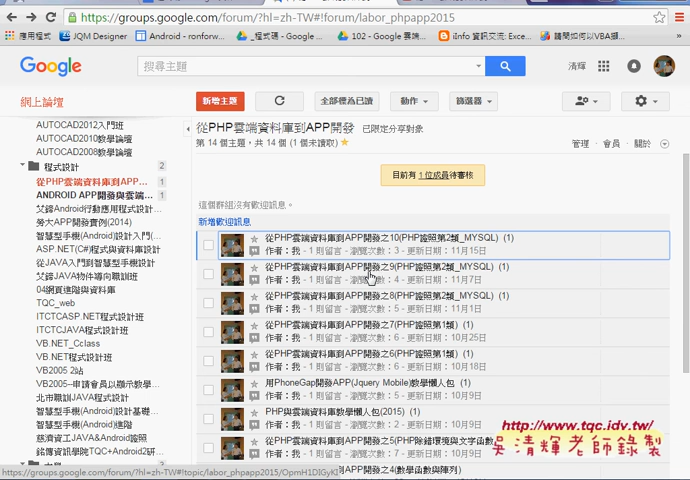 https://groups.google.com/forum/?hl=zh-TW#!forum/labor_phpapp2015
應用程式
JQM Designer
Android - ronforw...
_程式碼 - Google ...
102 - Google 雲端...
iInfo 資訊交流: Exce...
請問如何以VBA擷...
Google
搜尋主題
清輝
網上論壇
新增主題
全部標為已讀
動作
篩選器
AUTOCAD2012入門班
AUTOCAD2010教學論壇
AUTOCAD2008教學論壇
程式設計 2
從PHP雲端資料庫到APP... 1
ANDROID APP開發與雲端... 1
艾鍗Android行動應用程式設計...
勞大APP開發實例(2014)
智慧型手機(Android)設計入門(...
ASP.NET(C#)程式與資料庫設計
從JAVA入門到智慧型手機設計
艾鍗JAVA物件導向職訓班
04網頁進階與資料庫
TQC_web
ITCTCASP.NET程式設計
ITCTCJAVA程式設計
VB.NET_Cclass
VB.NET程式設計
VB2005 2站
VB2005--申請會員以顯示教學...
北市職訓JAVA程式設計
智慧型手機(Android)設計基礎...
智慧型手機(Android)進階
慈濟資工JAVA&Android證照
銘傳資訊學院TQC+Android2研...
從PHP雲端資料庫到APP開發 已限定分享對象
第 14 個主題，共 14 個 (1 個未讀取)
管理 · 會員 · 關於
目前有 1 位成員待審核
這個群組沒有歡迎訊息。
新增歡迎訊息
從PHP雲端資料庫到APP開發之10(PHP證照第2類_MYSQL) (1)
作者：我 - 1 則留言 - 瀏覽次數：3 - 更新日期：11月15日
從PHP雲端資料庫到APP開發之9(PHP證照第2類_MYSQL) (1)
作者：我 - 1 則留言 - 瀏覽次數：4 - 更新日期：11月7日
從PHP雲端資料庫到APP開發之8(PHP證照第2類_MYSQL) (1)
作者：我 - 1 則留言 - 瀏覽次數：5 - 更新日期：11月1日
從PHP雲端資料庫到APP開發之7(PHP證照第1類) (1)
作者：我 - 1 則留言 - 瀏覽次數：6 - 更新日期：10月25日
從PHP雲端資料庫到APP開發之6(PHP證照第1類) (1)
作者：我 - 1 則留言 - 瀏覽次數：6 - 更新日期：10月18日
用PhoneGap開發APP(Jquery Mobile)教學懶人包 (1)
作者：我 - 1 則留言 - 瀏覽次數：5 - 更新日期：10月9日
PHP與雲端資料庫教學懶人包(2015) (1)
作者：我 - 1 則留言 - 瀏覽次數：2 - 更新日期：10月9日
從PHP雲端資料庫到APP開發之5(PHP除錯環境與文字函數
作者：我 - 1 則留言 - 瀏覽次數：7 - 更新日期：10月9日
APP開發之4(數學函數與陣列)
http://www.tqc.idv.tw/
吳清輝老師錄製
https://groups.google.com/forum/?hl=zh-TW#!topic/labor_phpapp2015/OpmH1DIGyKI